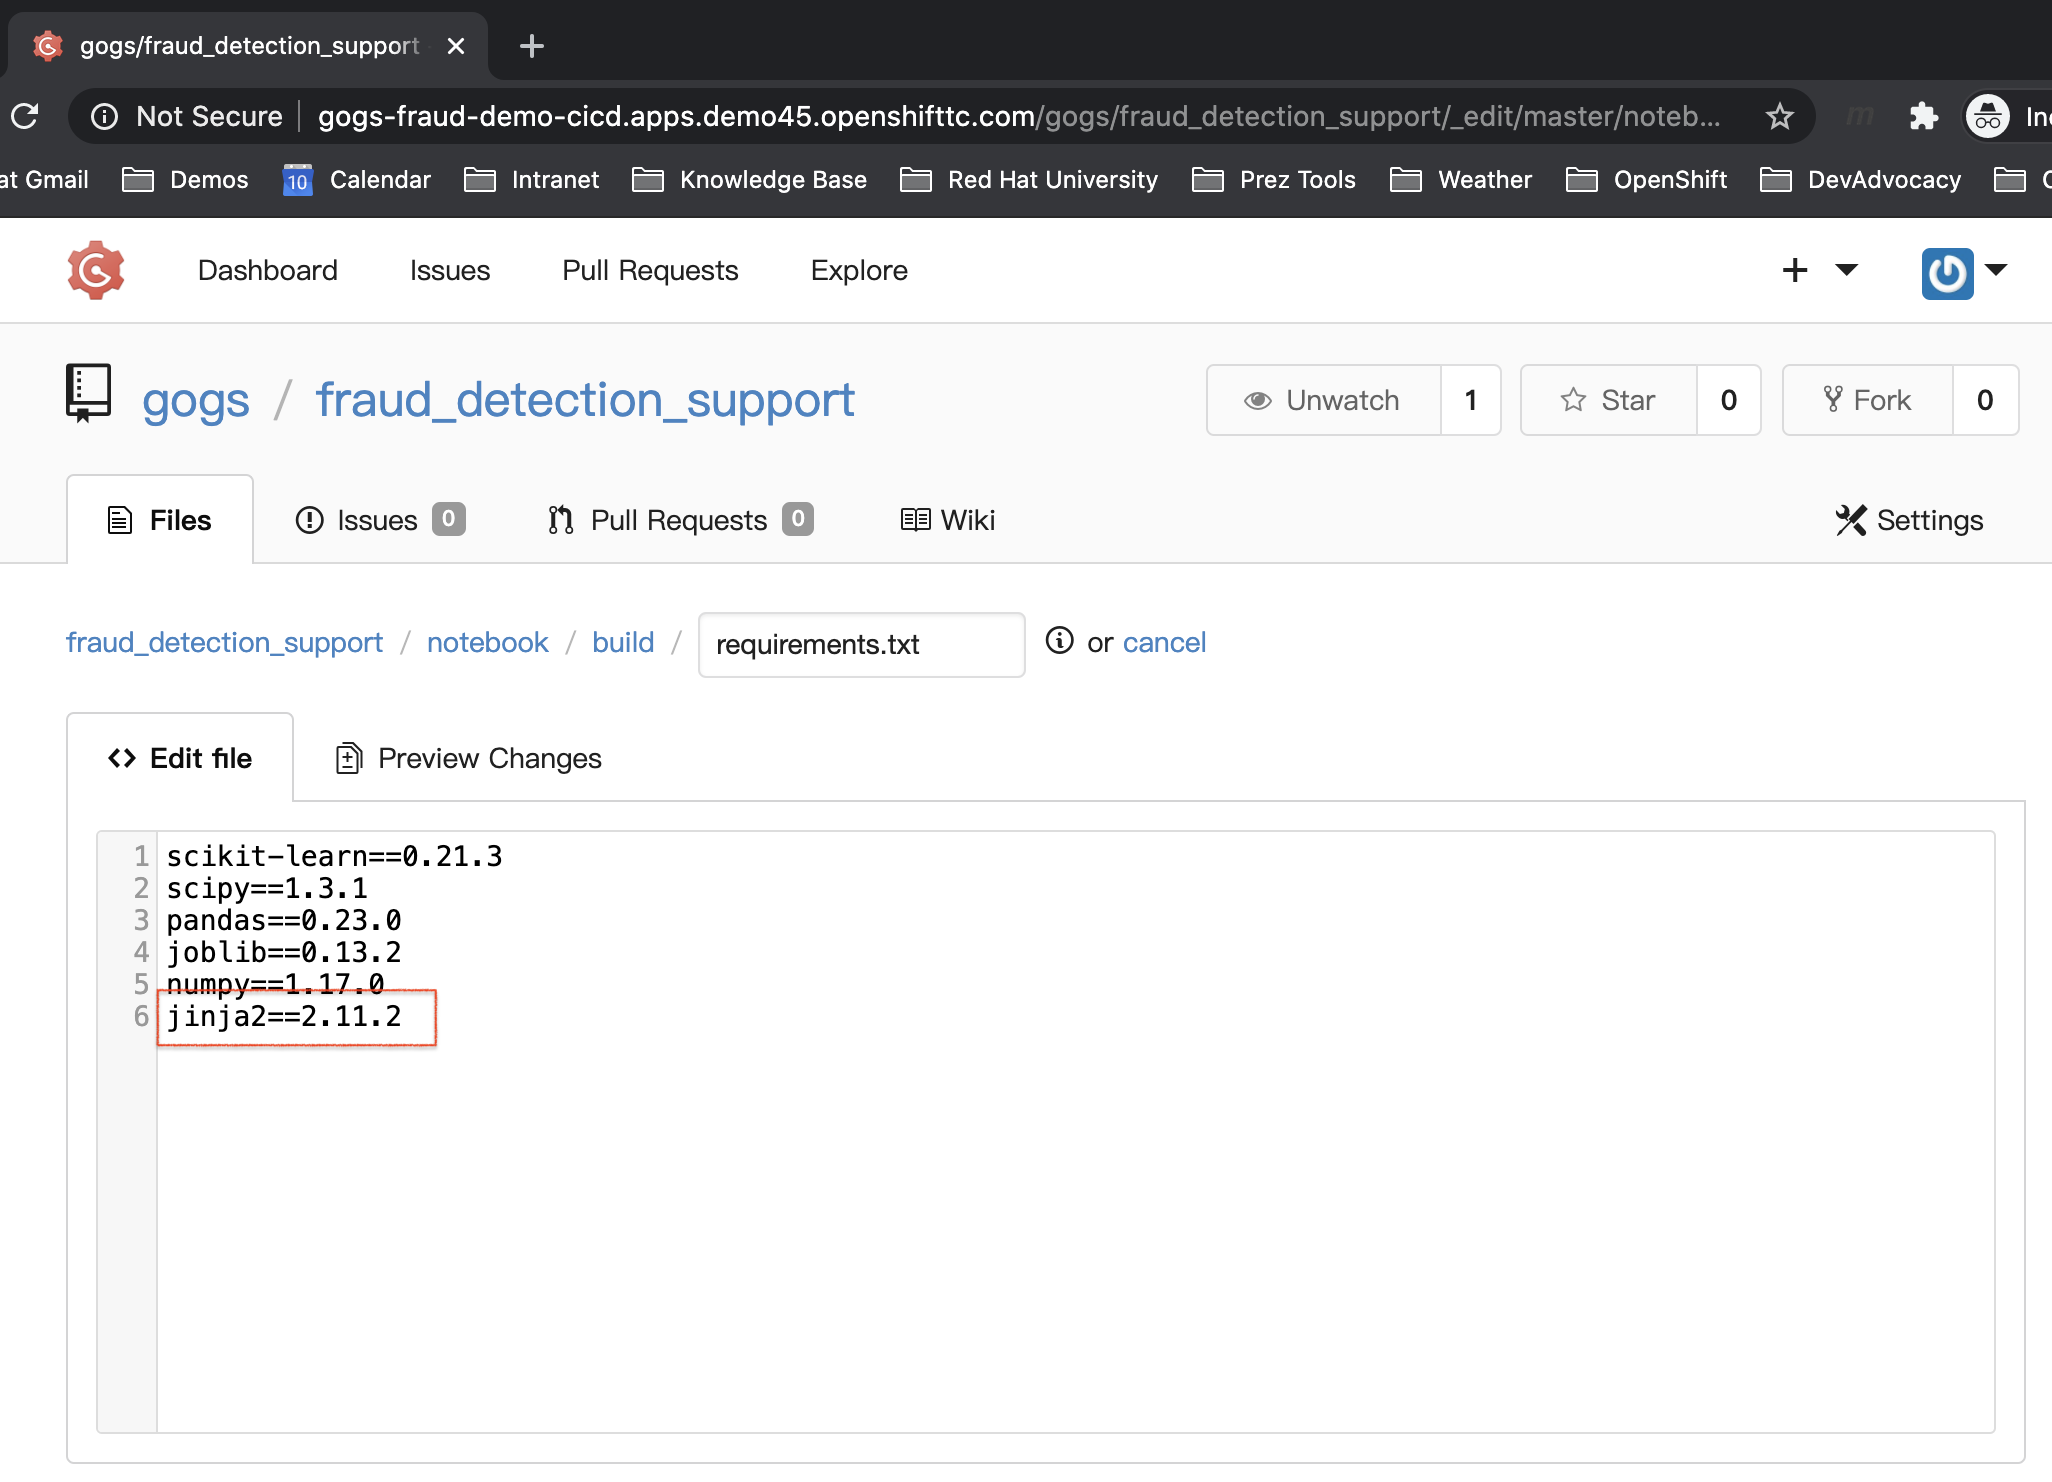 gogs/fraud_detection_support
Not Secure gogs-fraud-demo-cicd.apps.demo45.openshifttc.com/gogs/fraud_detection_support/_edit/master/noteb...
at Gmail Demos 10 Calendar Intranet Knowledge Base Red Hat University Prez Tools Weather OpenShift DevAdvocacy
Dashboard Issues Pull Requests Explore
gogs / fraud_detection_support Unwatch 1 Star 0 Fork 0
Files Issues 0 Pull Requests 0 Wiki Settings
fraud_detection_support / notebook / build / requirements.txt or cancel
Edit file Preview Changes
1 scikit-learn==0.21.3
2 scipy==1.3.1
3 pandas==0.23.0
4 joblib==0.13.2
5 numpy==1.17.0
6 jinja2==2.11.2